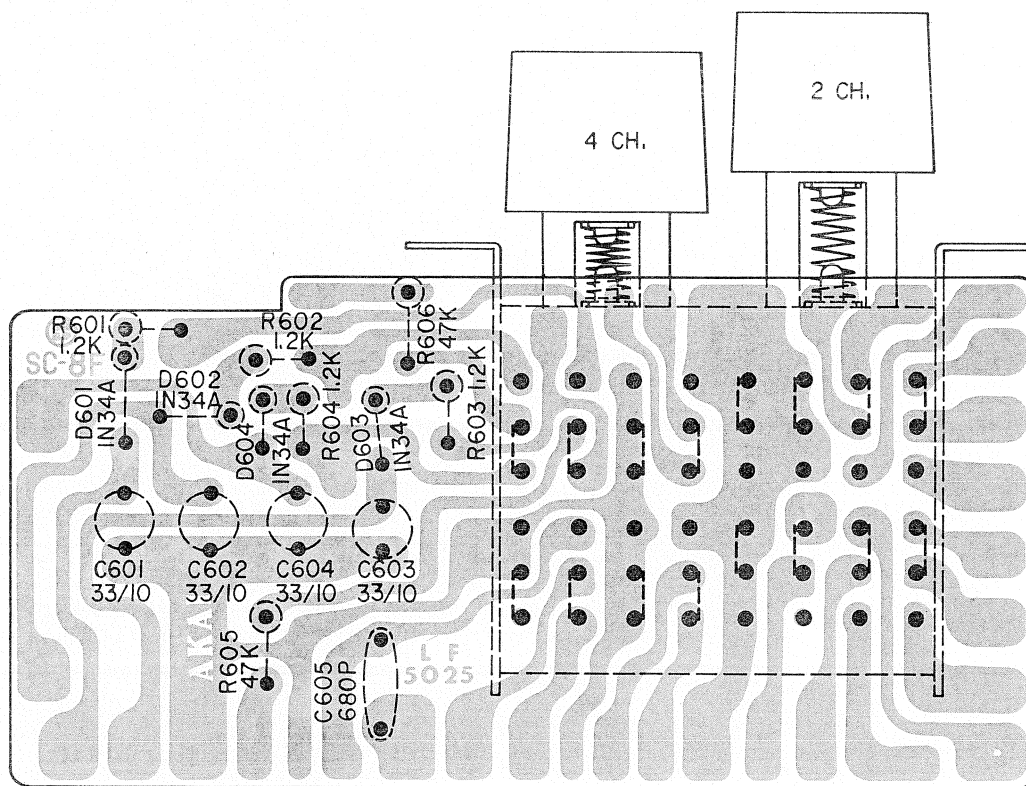 2 CH.
4 CH.
R601
1.2K
SC-8F
R602
1.2K
R606
47K
D601
IN34A
D602
IN34A
D604
IN34A
R604
1.2K
D603
IN34A
R603 1.2K
C601
33/10
C602
33/10
C604
33/10
C603
33/10
AKA
R605
47K
C605
680P
L F
5025